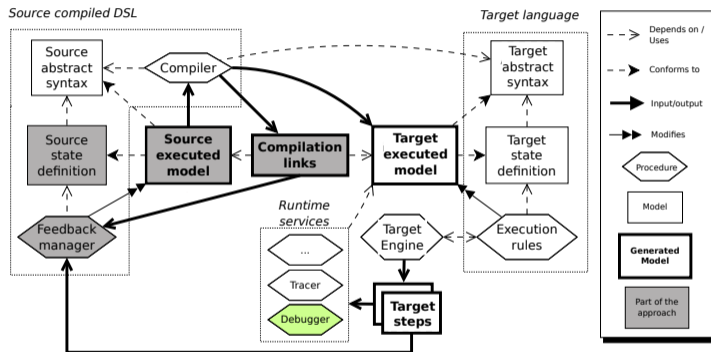 Source compiled DSL
Target language
Source
abstract
syntax
Compiler
Target
abstract
syntax
Source
state
definition
Source
executed
model
Compilation
links
Target
executed
model
Target
state
definition
Feedback
manager
Runtime
services
...
Tracer
Debugger
Target
Engine
Execution
rules
Target
steps
Depends on /
Uses
Conforms to
Input/output
Modifies
Procedure
Model
Generated
Model
Part of the
approach